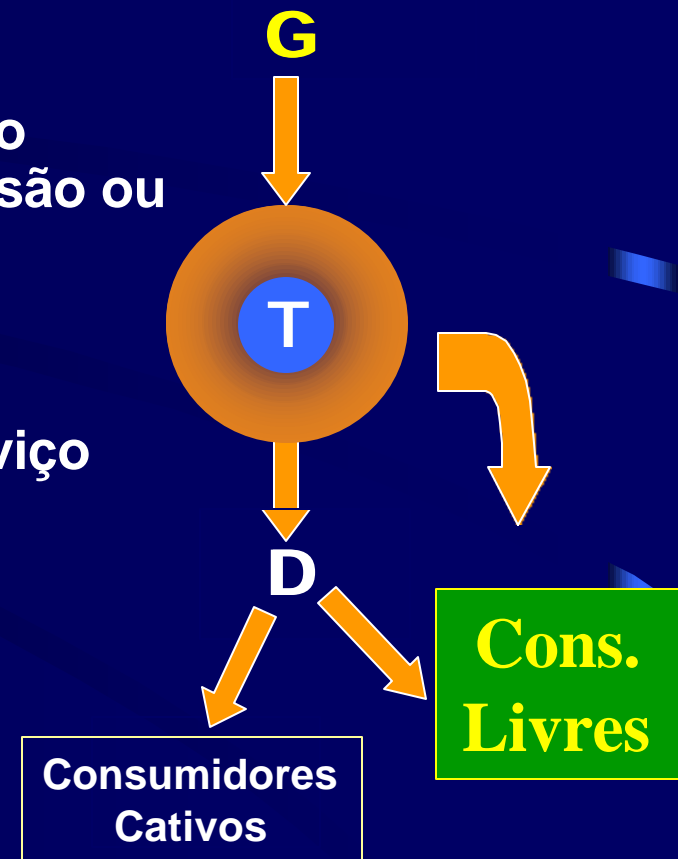 G
o
são ou
T
viço
D
Cons.
Livres
Consumidores
Cativos